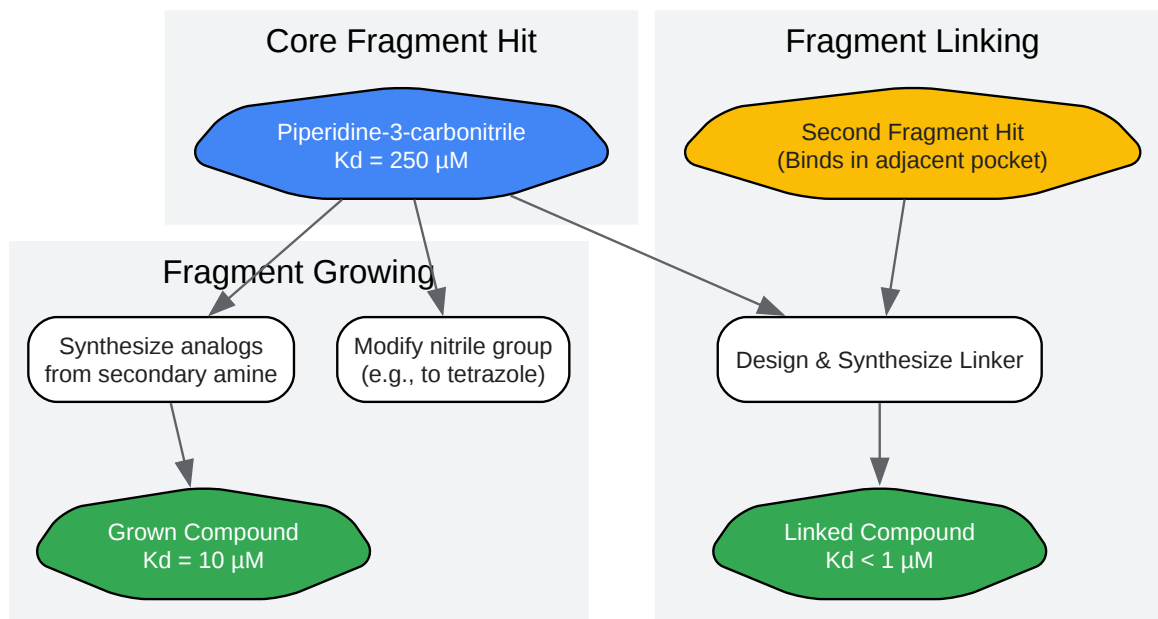 Core Fragment Hit
Piperidine-3-carbonitrile
Kd = 250 µM
Fragment Linking
Second Fragment Hit
(Binds in adjacent pocket)
Fragment Growing
Synthesize analogs
from secondary amine
Modify nitrile group
(e.g., to tetrazole)
Design & Synthesize Linker
Grown Compound
Kd = 10 µM
Linked Compound
Kd < 1 µM